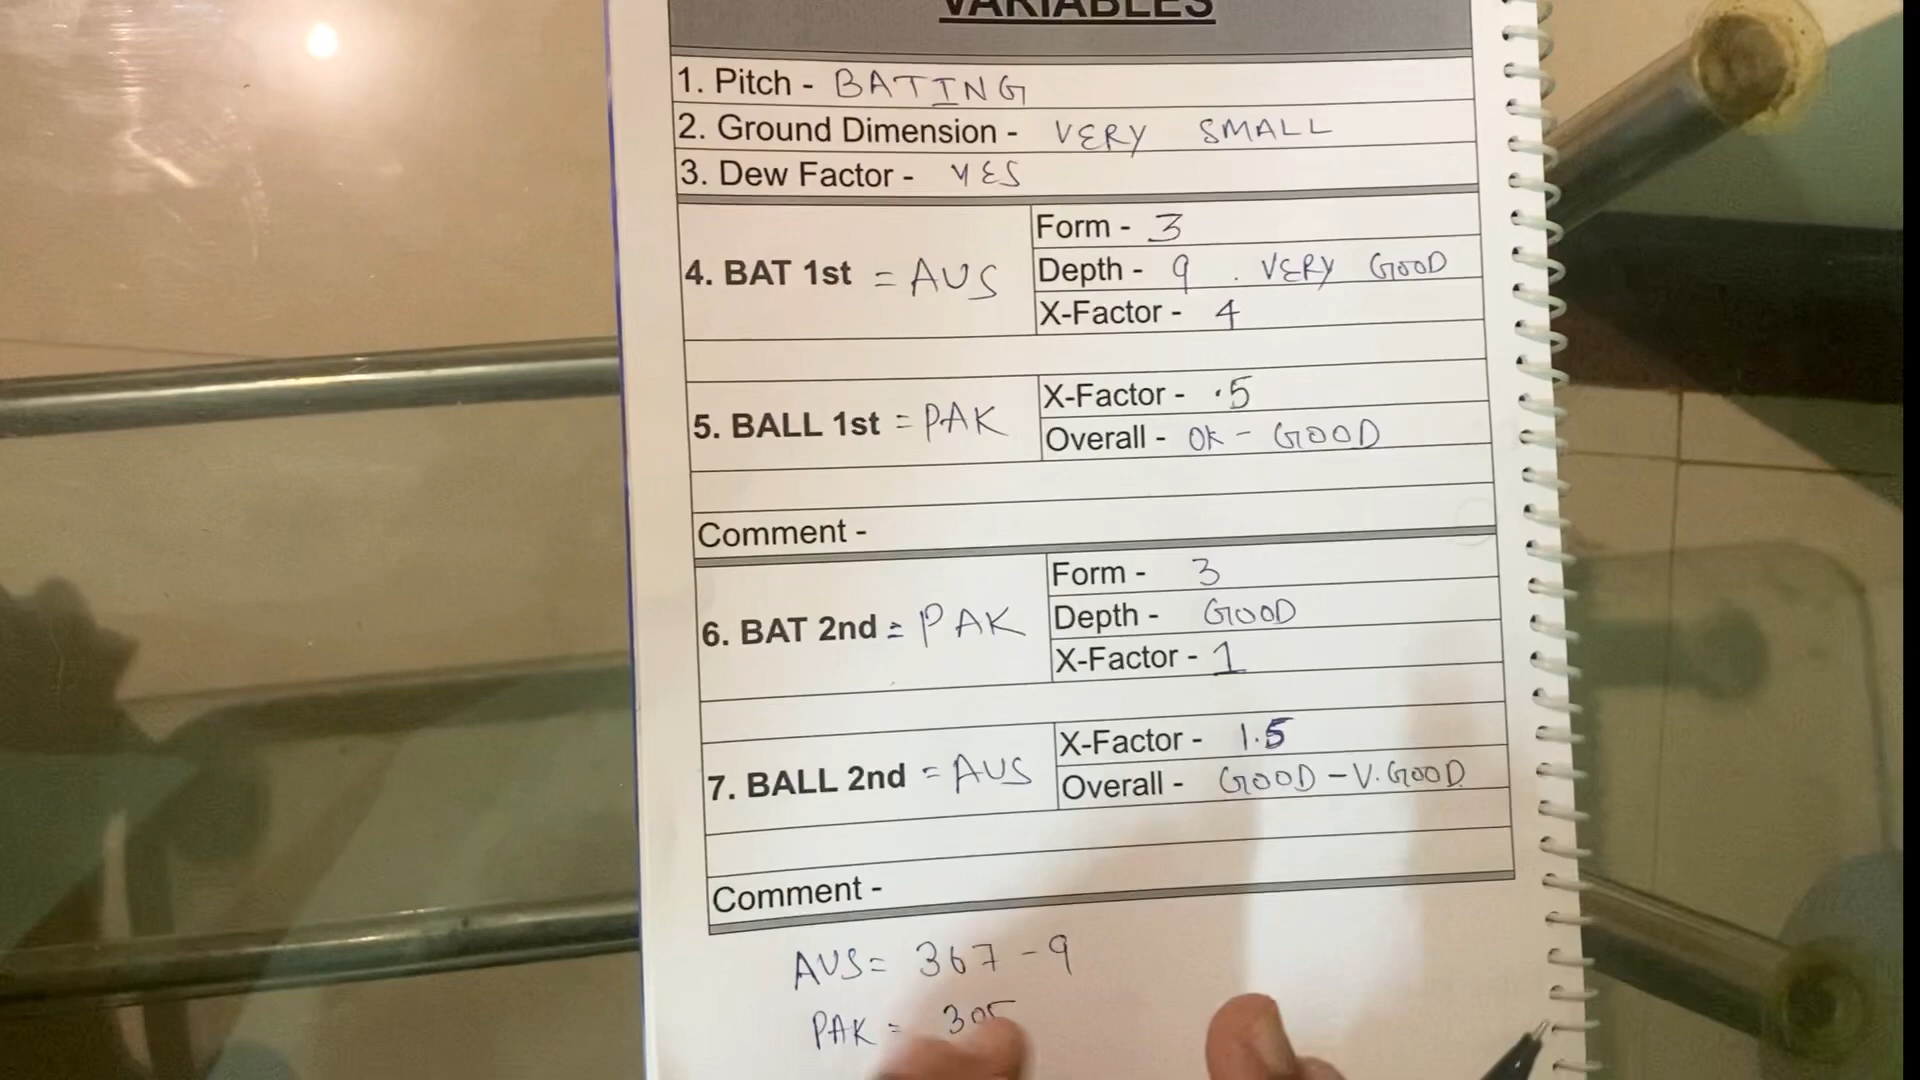 VARIABLES
1. Pitch - BATING
2. Ground Dimension - VERY SMALL
3. Dew Factor - YES
4. BAT 1st = AUS
Form - 3
Depth - 9 . VERY GOOD
X-Factor - 4
5. BALL 1st = PAK
X-Factor - .5
Overall - OK - GOOD
Comment -
6. BAT 2nd = PAK
Form - 3
Depth - GOOD
X-Factor - 1
7. BALL 2nd = AUS
X-Factor - 1.5
Overall - GOOD - V. GOOD
Comment -
AUS = 367 - 9
PAK = 305